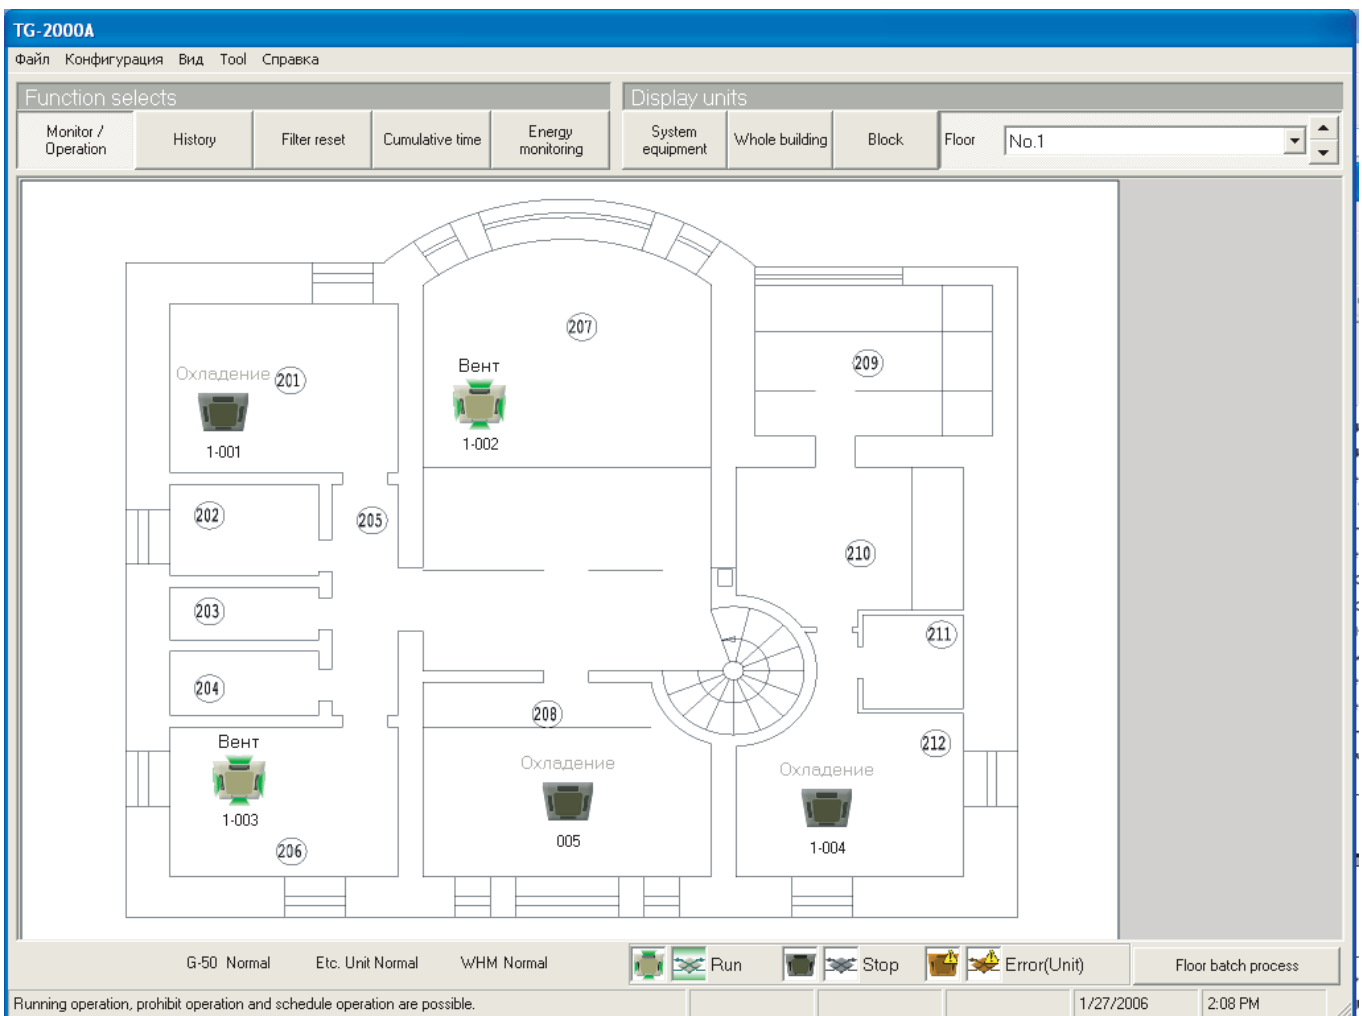 TG-2000A
Файл Конфигурация Вид Tool Справка
Function selects
Display units
Monitor / Operation
History
Filter reset
Cumulative time
Energy monitoring
System equipment
Whole building
Block
Floor
No.1
207
Вент
1-002
209
Охладение
201
1-001
202
205
210
203
211
204
208
212
Вент
1-003
206
Охладение
005
Охладение
1-004
G-50 Normal
Etc. Unit Normal
WHM Normal
Run
Stop
Error(Unit)
Floor batch process
Running operation, prohibit operation and schedule operation are possible.
1/27/2006
2:08 PM